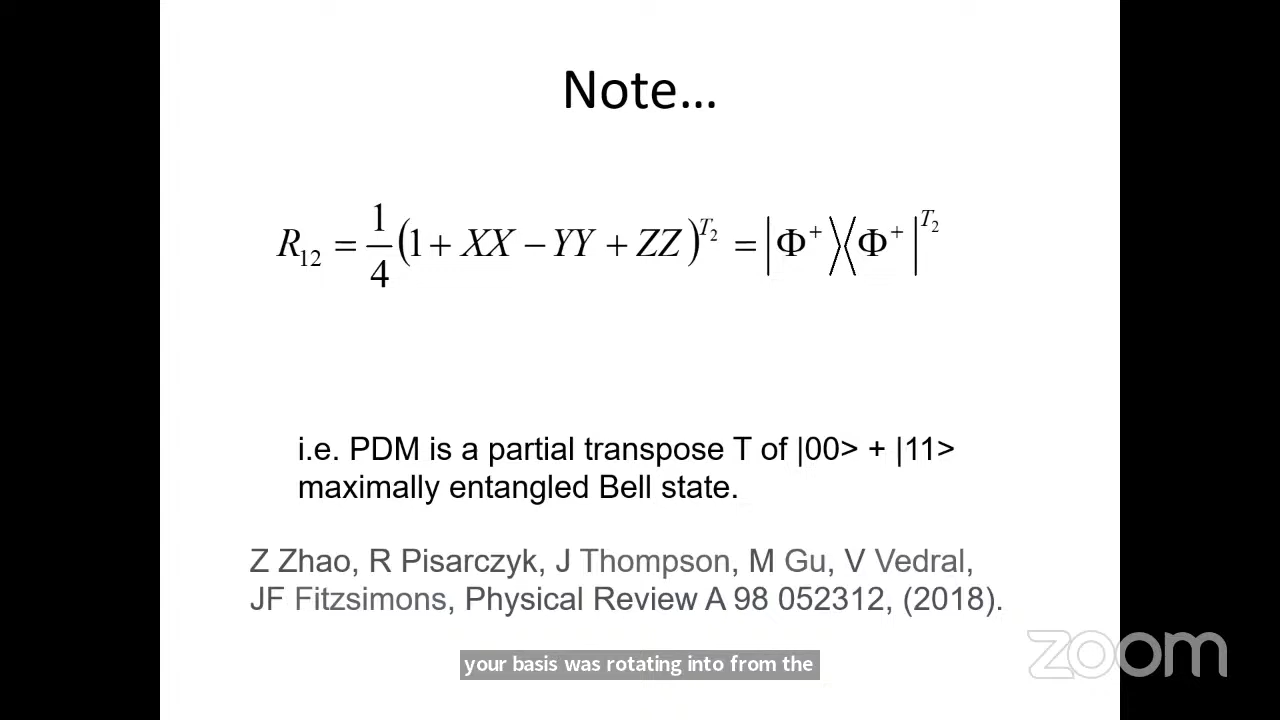 Note…
R₁₂ = 1/4 (1 + XX − YY + ZZ)^T₂ = |Φ⁺⟩⟨Φ⁺|^T₂
i.e. PDM is a partial transpose T of |00> + |11>
maximally entangled Bell state.
Z Zhao, R Pisarczyk, J Thompson, M Gu, V Vedral,
JF Fitzsimons, Physical Review A 98 052312, (2018).
your basis was rotating into from the
zoom